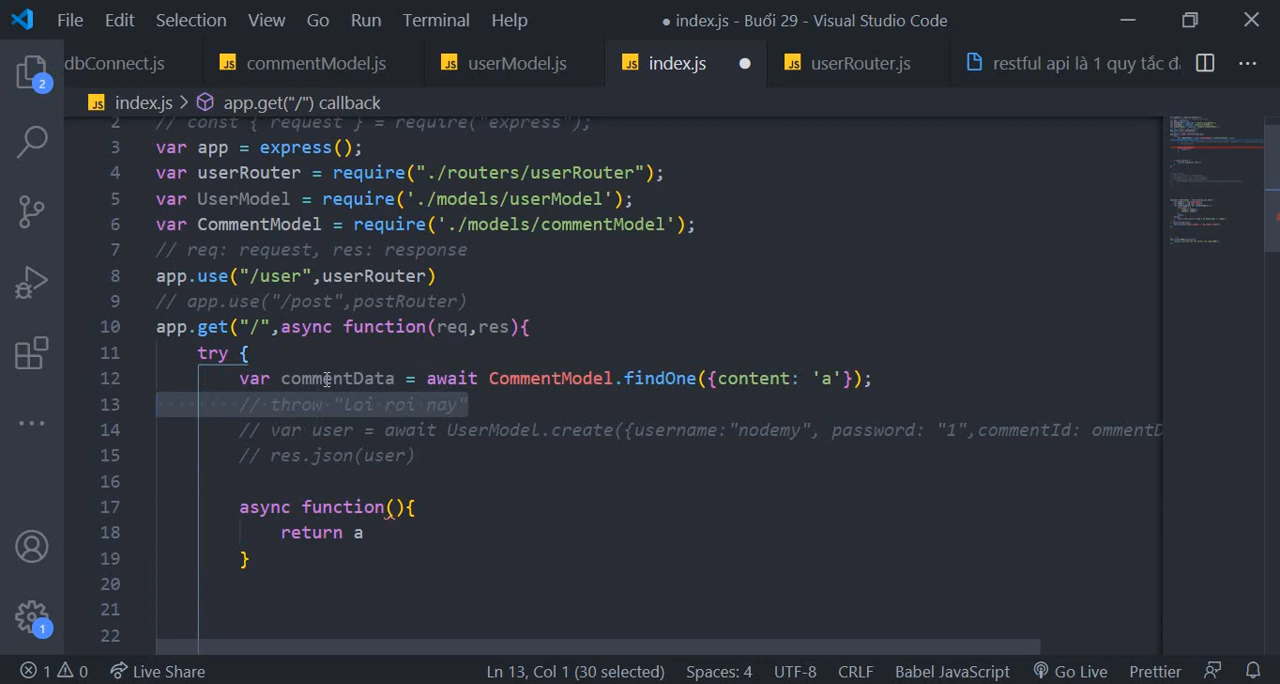 File Edit Selection View Go Run Terminal Help ● index.js - Buổi 29 - Visual Studio Code
dbConnect.js JS commentModel.js JS userModel.js JS index.js JS userRouter.js restful api là 1 quy tắc
JS index.js > app.get("/") callback
2 // const { request } = require("express");
3 var app = express();
4 var userRouter = require("./routers/userRouter");
5 var UserModel = require('./models/userModel');
6 var CommentModel = require('./models/commentModel');
7 // req: request, res: response
8 app.use("/user",userRouter)
9 // app.use("/post",postRouter)
10 app.get("/",async function(req,res){
11 try {
12 var commentData = await CommentModel.findOne({content: 'a'});
13 // throw "loi roi nay"
14 // var user = await UserModel.create({username:"nodemy", password: "1",commentId: ommentD
15 // res.json(user)
16
17 async function(){
18 return a
19 }
20
21
22
2
1
1 0 Live Share Ln 13, Col 1 (30 selected) Spaces: 4 UTF-8 CRLF Babel JavaScript Go Live Prettier